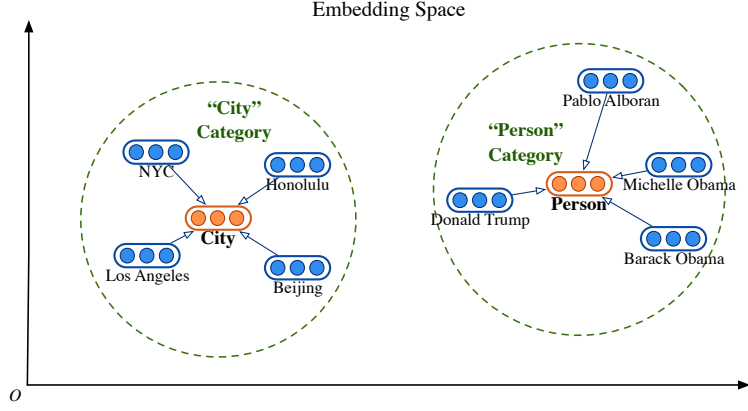 Embedding Space
“City”
Category
NYC
Honolulu
City
Los Angeles
Beijing
Pablo Alboran
“Person”
Category
Michelle Obama
Person
Donald Trump
Barack Obama
O